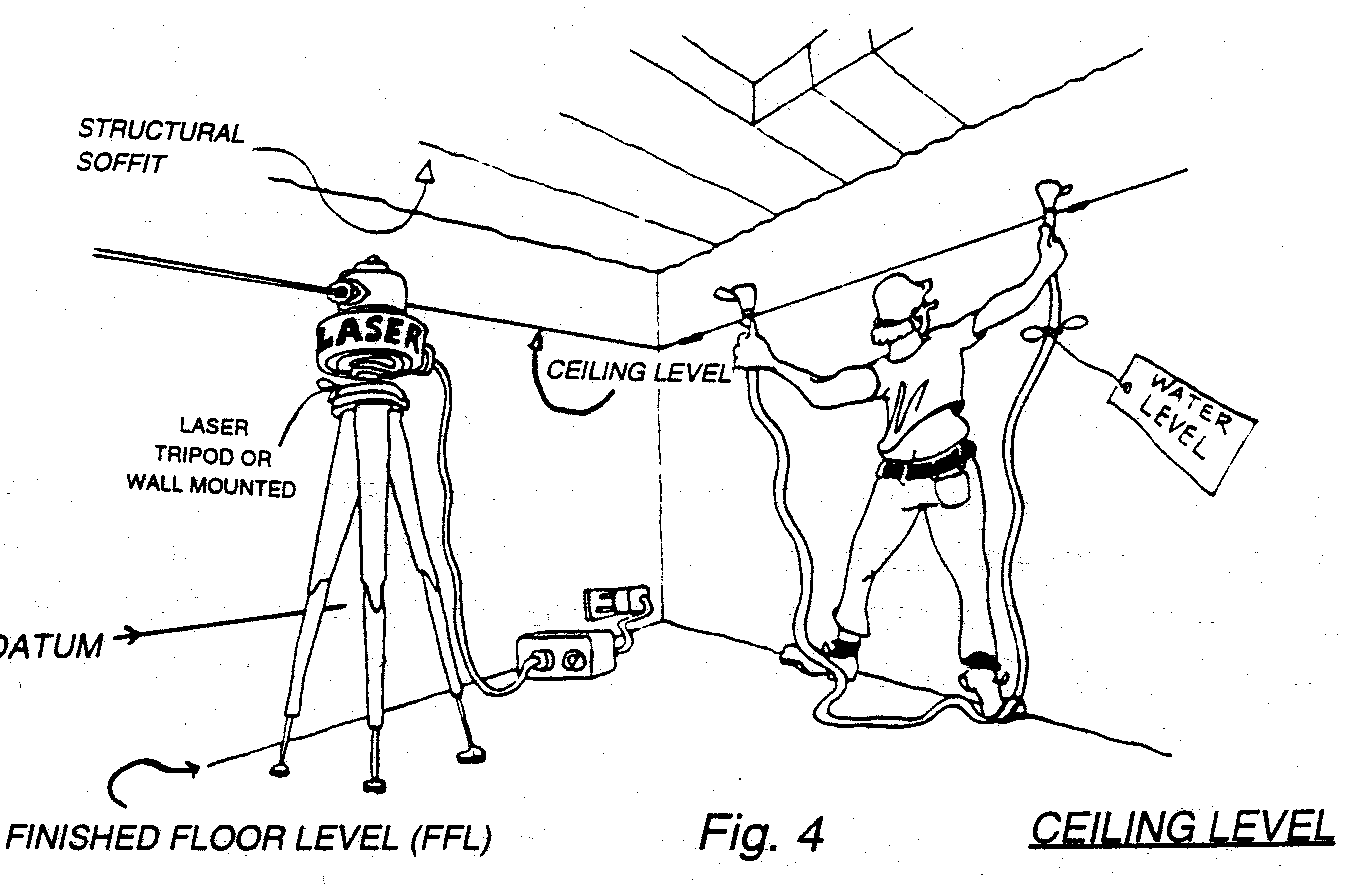 STRUCTURAL
SOFFIT
LASER
CEILING LEVEL
WATER
LEVEL
LASER
TRIPOD OR
WALL MOUNTED
DATUM
FINISHED FLOOR LEVEL (FFL)
Fig. 4
CEILING LEVEL